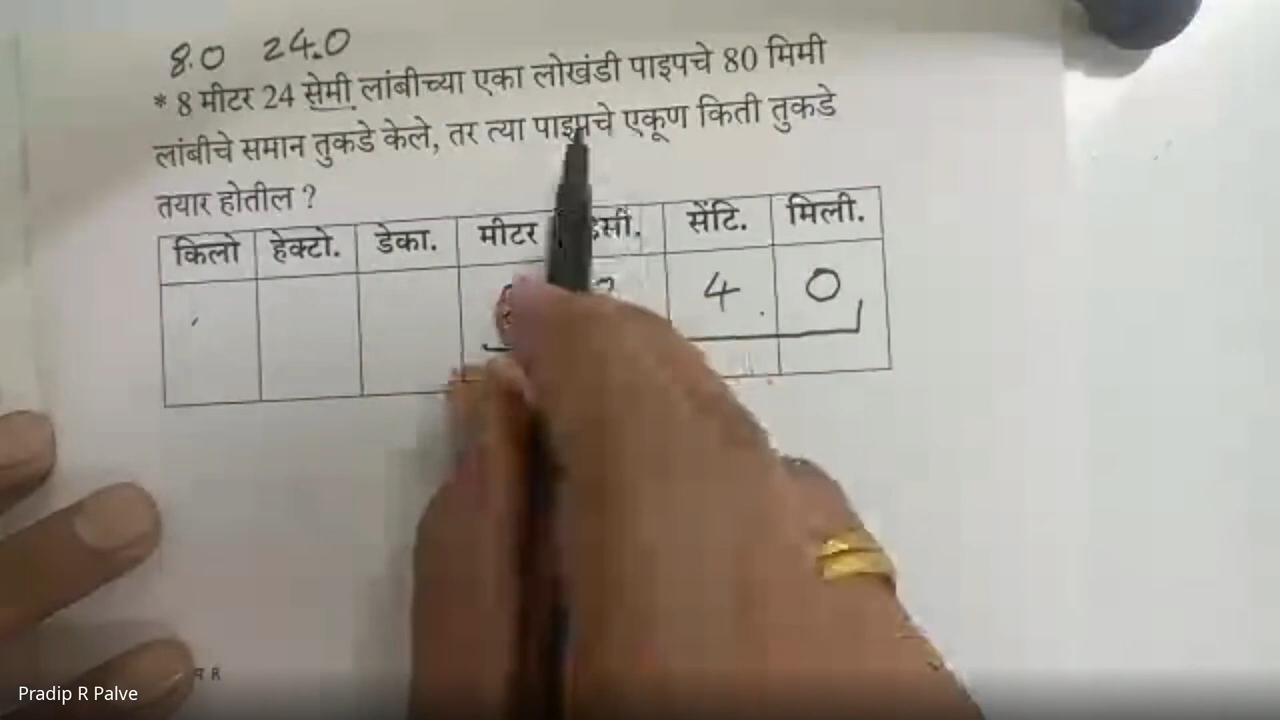 8.0 24.0
* 8 मीटर 24 सेमी लांबीच्या एका लोखंडी पाइपचे 80 मिमी
लांबीचे समान तुकडे केले, तर त्या पाइपचे एकूण किती तुकडे
तयार होतील ?
किलो हेक्टो. डेका. मीटर सेंटि. मिली.
4 . 0
R
Pradip R Palve